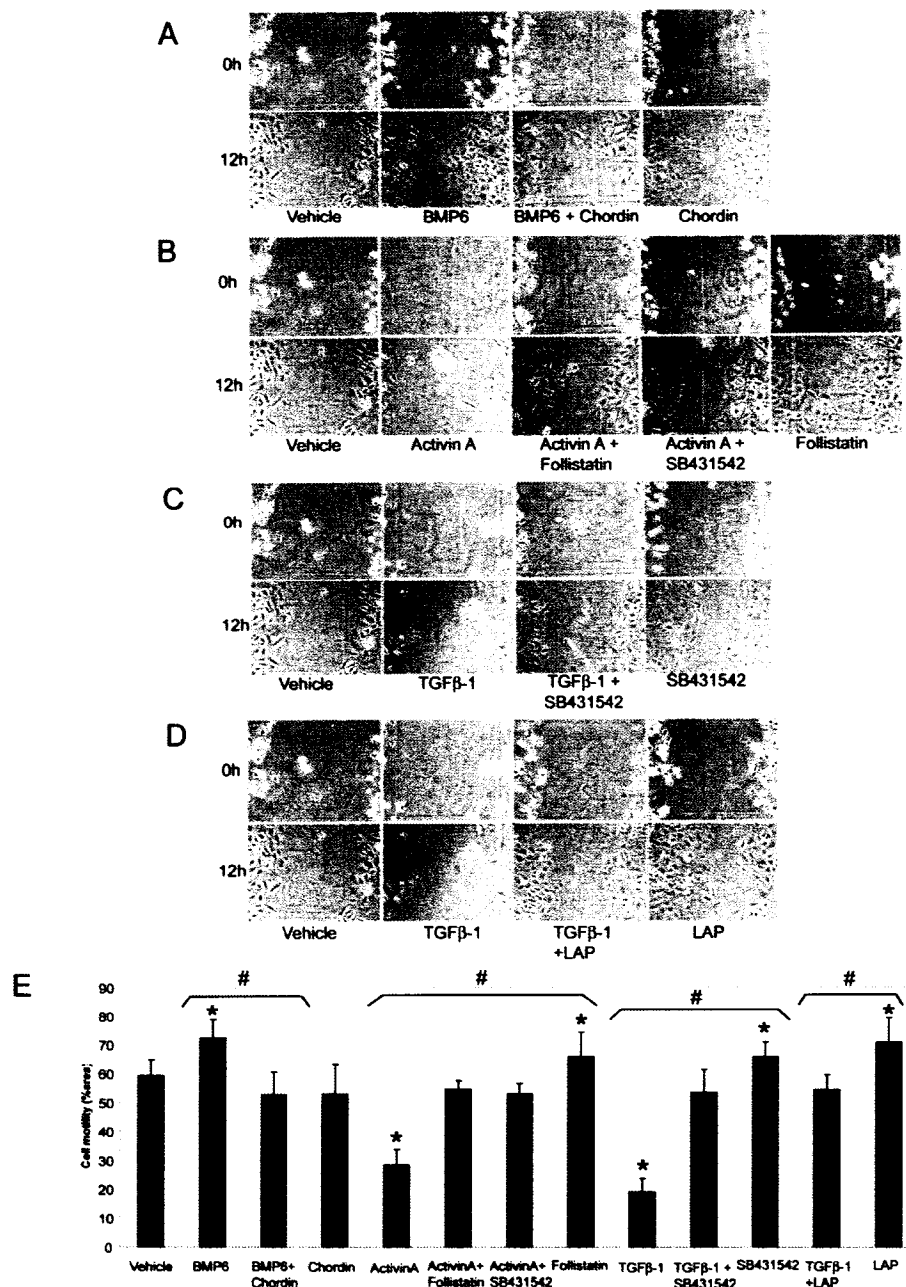 A
0h
12h
Vehicle BMP6 BMP6 + Chordin Chordin
B
0h
12h
Vehicle Activin A Activin A + Follistatin Activin A + SB431542 Follistatin
C
0h
12h
Vehicle TGFβ-1 TGFβ-1 + SB431542 SB431542
D
0h
12h
Vehicle TGFβ-1 TGFβ-1 +LAP LAP
E
# # # #
* * * * * *
Cell motility (%area)
90
80
70
60
50
40
30
20
10
0
Vehicle BMP6 BMP6+ Chordin Chordin ActivinA ActivinA+ Follistatin ActivinA+ SB431542 Follistatin TGFβ-1 TGFβ-1 + SB431542 SB431542 TGFβ-1 +LAP LAP